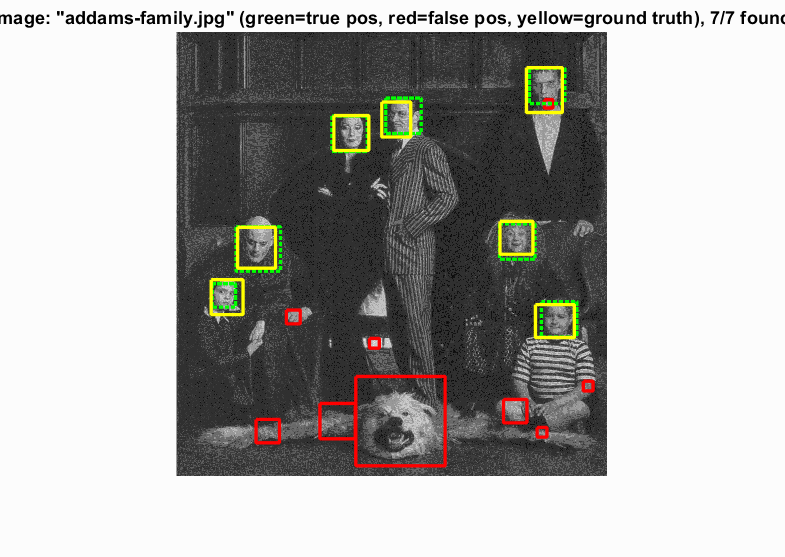 mage: "addams-family.jpg" (green=true pos, red=false pos, yellow=ground truth), 7/7 found